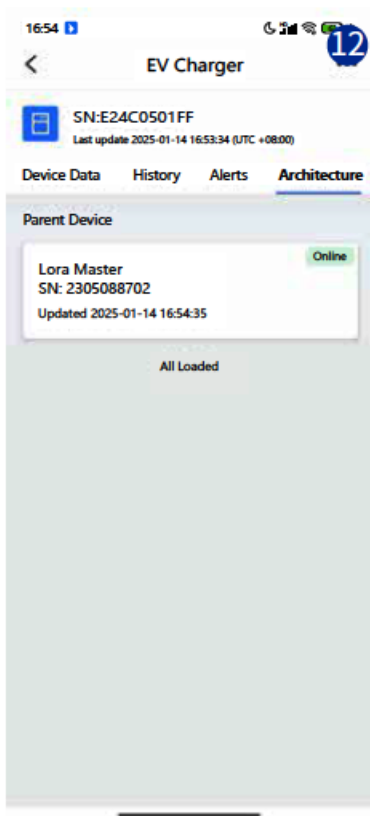 16:54
12
EV Charger
SN:E24C0501FF
Last update 2025-01-14 16:53:34 (UTC +08:00)
Device Data History Alerts Architecture
Parent Device
Online
Lora Master
SN: 2305088702
Updated 2025-01-14 16:54:35
All Loaded